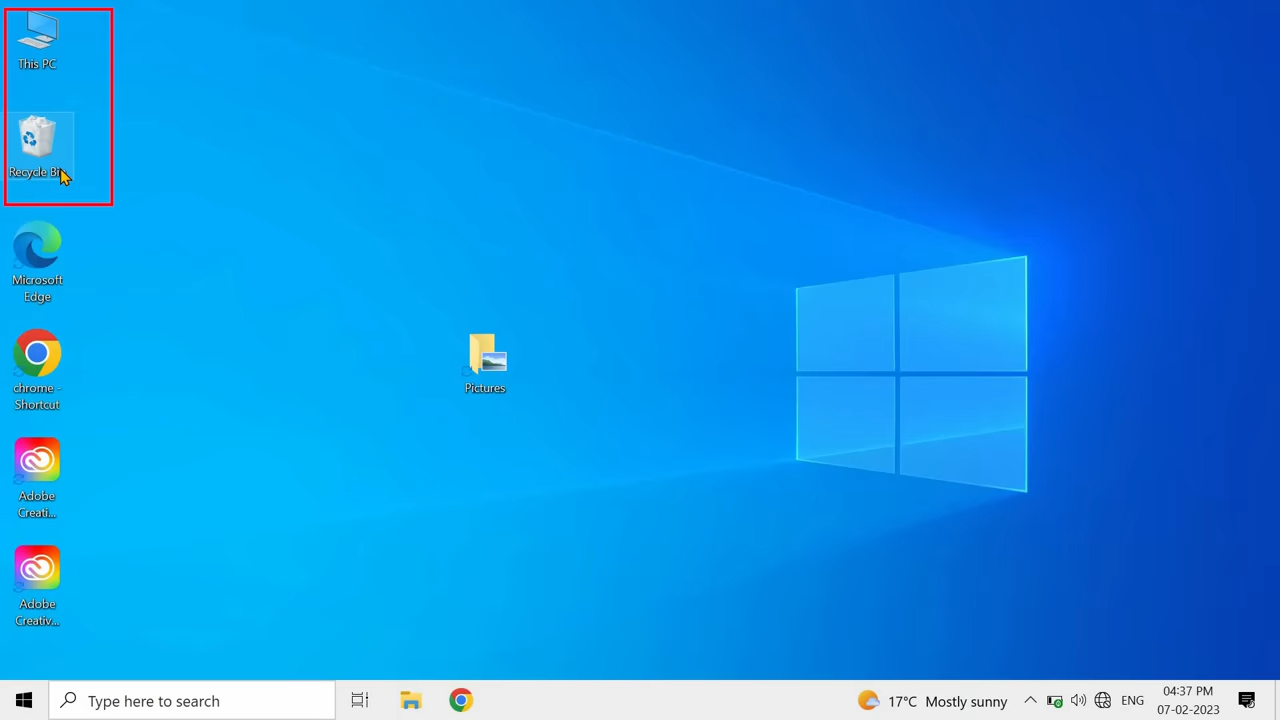 This PC
Recycle Bin
Microsoft
Edge
chrome -
Shortcut
Adobe
Creati...
Adobe
Creativ...
Pictures
Type here to search
17°C Mostly sunny
ENG
04:37 PM
07-02-2023